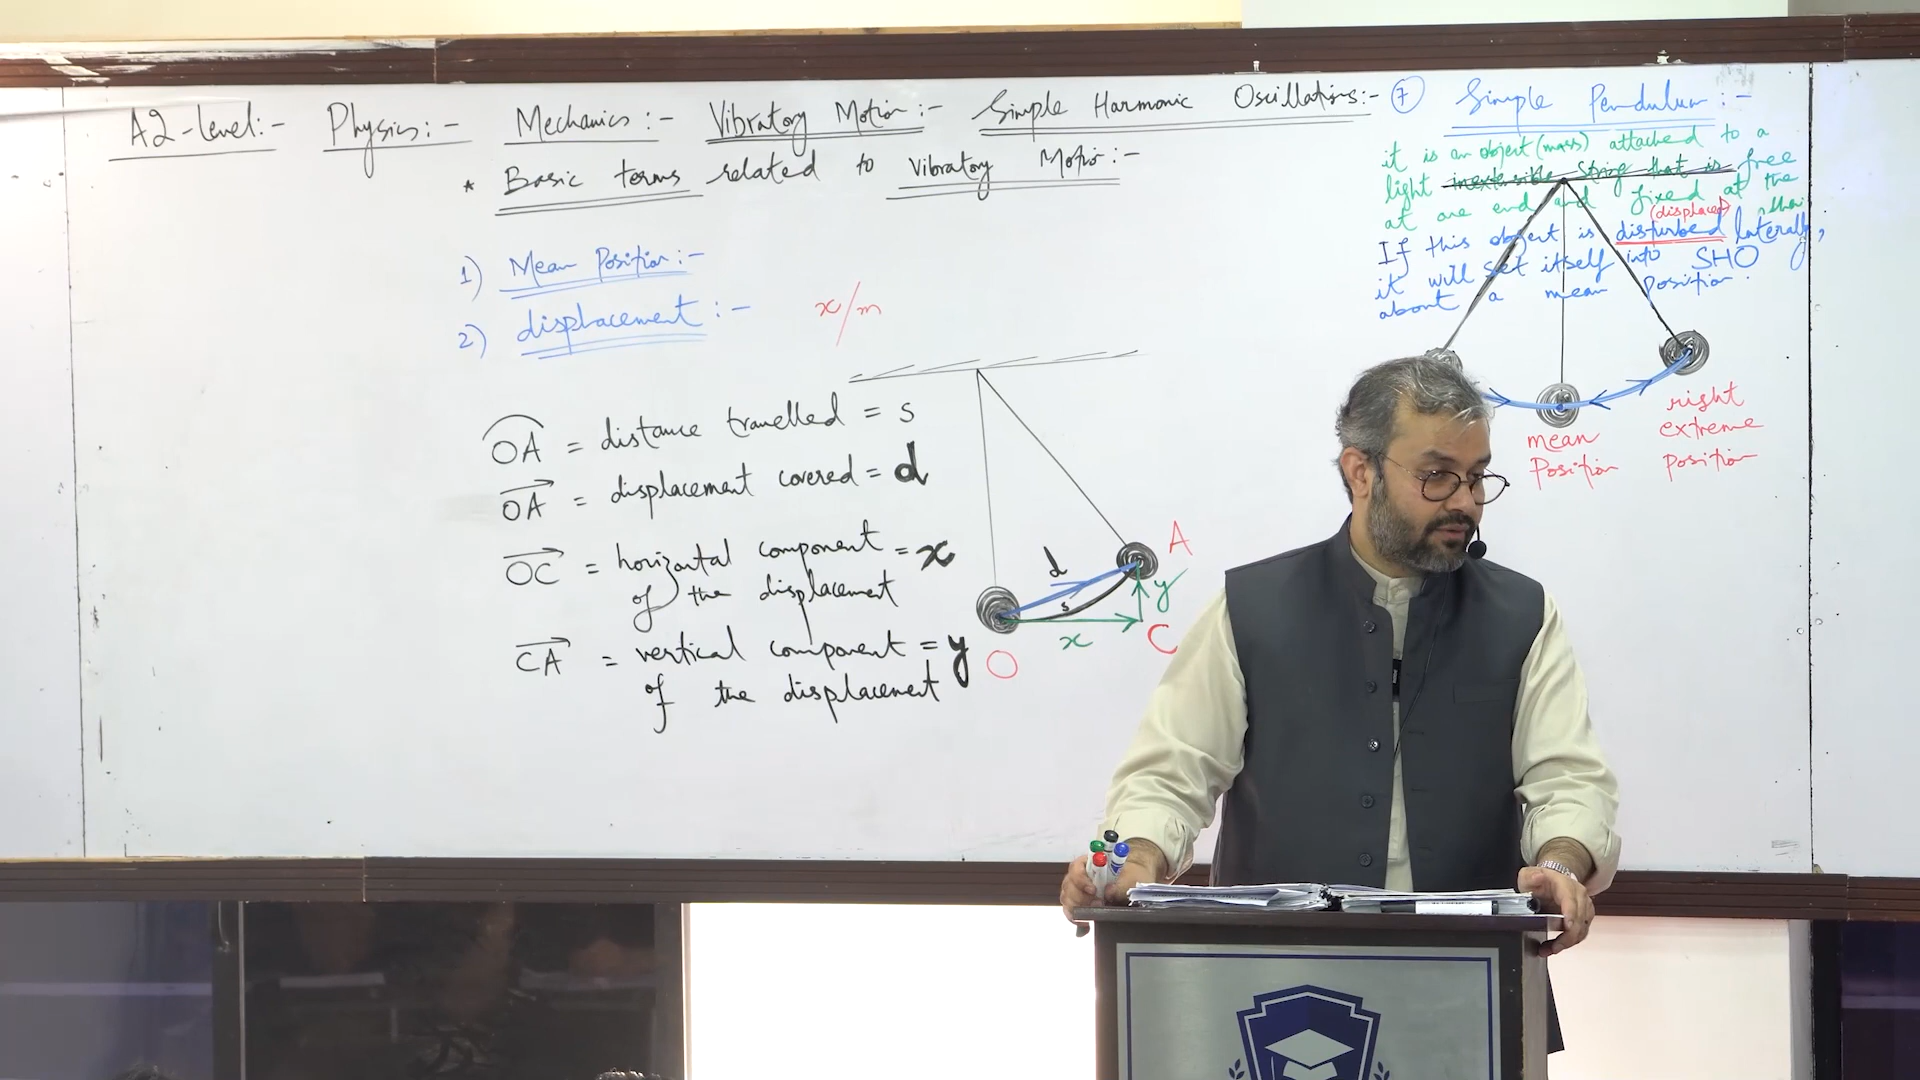 A2-level:- Physics:- Mechanics:- Vibratory Motion:- Simple Harmonic Oscillations:-
* Basic terms related to Vibratory Motion:-
1) Mean Position:-
2) displacement:- x/m
OA = distance travelled = s
OA = displacement covered = d
OC = horizontal component = x
of the displacement
CA = vertical component = y
of the displacement
d
s
A
y
x
C
O
7 Simple Pendulum:-
it is an object (mass) attached to a
light inextensible string that is free
at one end and fixed at the
(displaced)
If this object is disturbed laterally,
it will set itself into SHO
about a mean position.
mean
Position
right
extreme
position